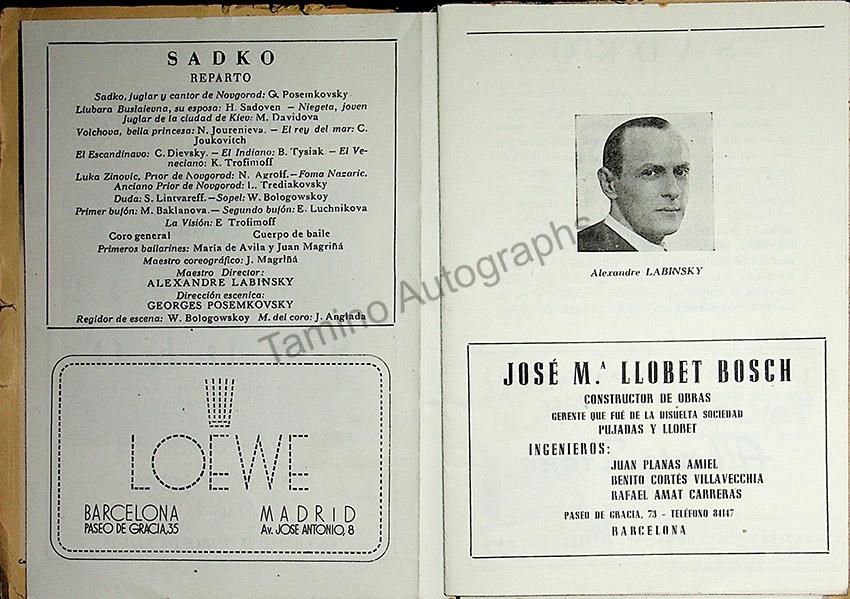 SADKO
REPARTO
Sadko, juglar y cantor de Novgorod: G. Posemkovsky
Liubara Buslaievna, su esposa: H. Sadoven — Niegeta, joven
juglar de la ciudad de Kiev: M. Davidova
Volchova, bella princesa: N. Jourenieva. — El rey del mar: C.
Joukovitch
El Escandinavo: C. Dievsky. — El Indiano: B. Tysiak — El Ve-
neciano: K. Trofimoff
Luka Zinovic, Prior de Novgorod: N. Agrolf. — Foma Nazaric.
Anciano Prior de Novgorod: L. Trediakovsky
Duda: S. Lintvareff. — Sopel: W. Bologowskoy
Primer bufón: M. Baklanova. — Segundo bufón: E. Luchnikova
La Visión: E Trofimoff
Coro general Cuerpo de baile
Primeros bailarines: María de Avila y Juan Magriñá
Maestro coreográfico: J. Magriñá
Maestro Director:
ALEXANDRE LABINSKY
Dirección escenica:
GEORGES POSEMKOVSKY
Regidor de escena: W. Bologowskoy M. del coro: J. Anglada
LOEWE
BARCELONA
PASEO DE GRACIA, 35
MADRID
Av. JOSE ANTONIO, 8
Alexandre LABINSKY
JOSÉ M.ª LLOBET BOSCH
CONSTRUCTOR DE OBRAS
GERENTE QUE FUÉ DE LA DISUELTA SOCIEDAD
PUJADAS Y LLOBET
INGENIEROS:
JUAN PLANAS AMIEL
BENITO CORTÉS VILLAVECCHIA
RAFAEL AMAT CARRERAS
PASEO DE GRACIA, 73 - TELÉFONO 84147
BARCELONA
Tamino Autographs